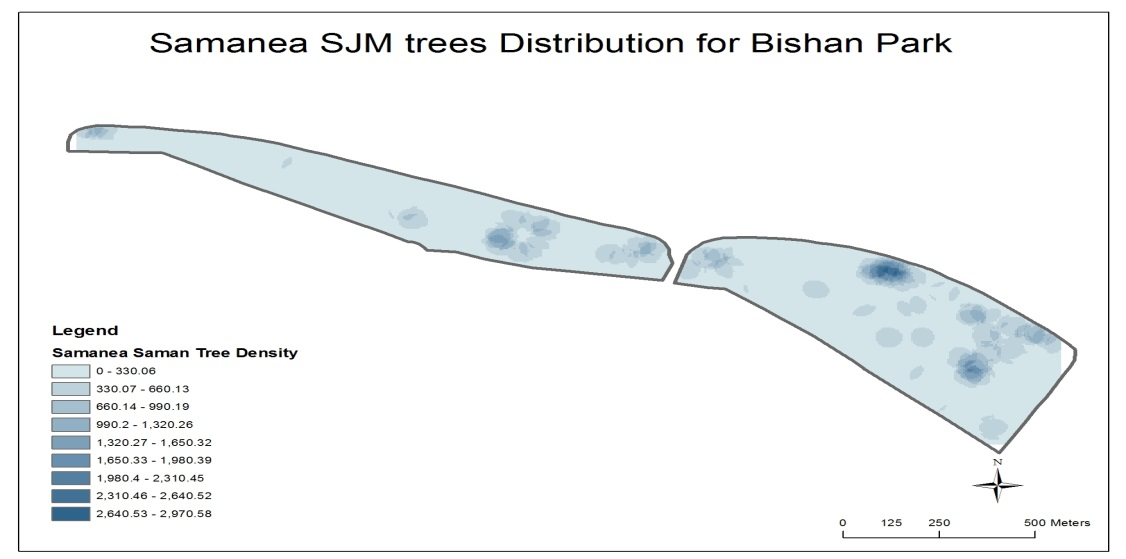 Samanea SJM trees Distribution for Bishan Park
Legend
Samanea Saman Tree Density
0 - 330.06
330.07 - 660.13
660.14 - 990.19
990.2 - 1,320.26
1,320.27 - 1,650.32
1,650.33 - 1,980.39
1,980.4 - 2,310.45
2,310.46 - 2,640.52
2,640.53 - 2,970.58
N
0 125 250 500 Meters